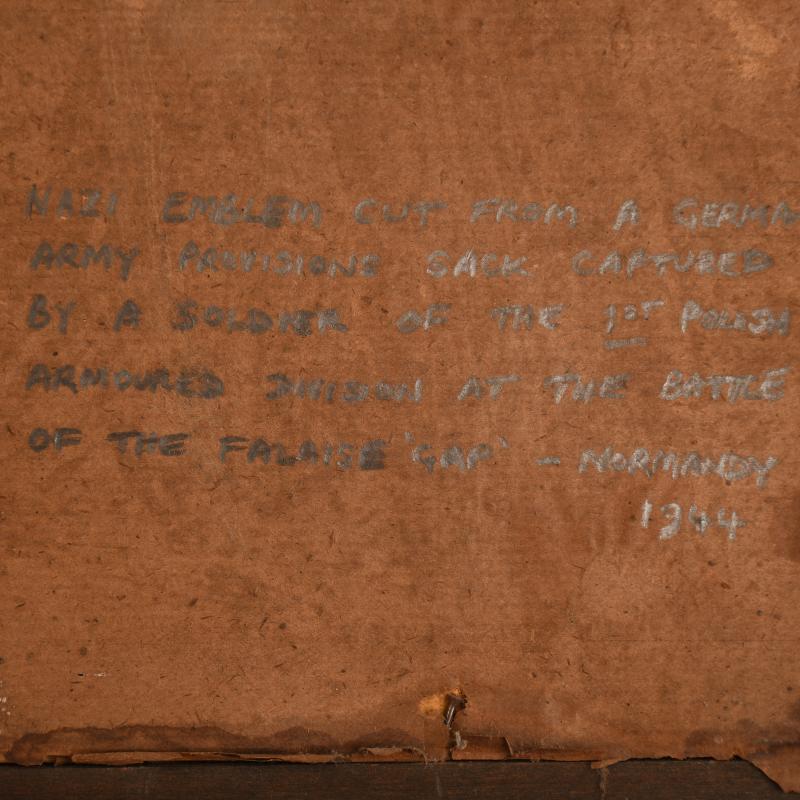 NAZI EMBLEM CUT FROM A GERMA
ARMY PROVISIONS SACK CAPTURED
BY A SOLDIER OF THE 1ST POLISH
ARMOURED DIVISION AT THE BATTLE
OF THE FALAISE 'GAP' - NORMANDY
1944